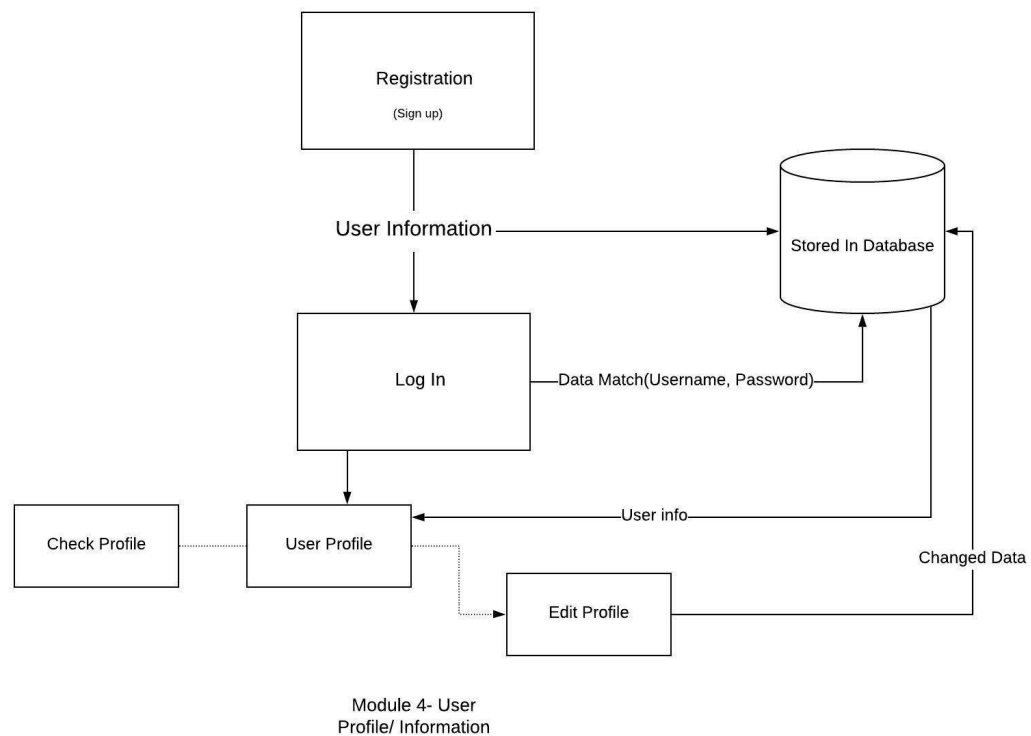 Registration
(Sign up)
User Information
Stored In Database
Log In
Data Match(Username, Password)
User info
Check Profile
User Profile
Changed Data
Edit Profile
Module 4- User
Profile/ Information